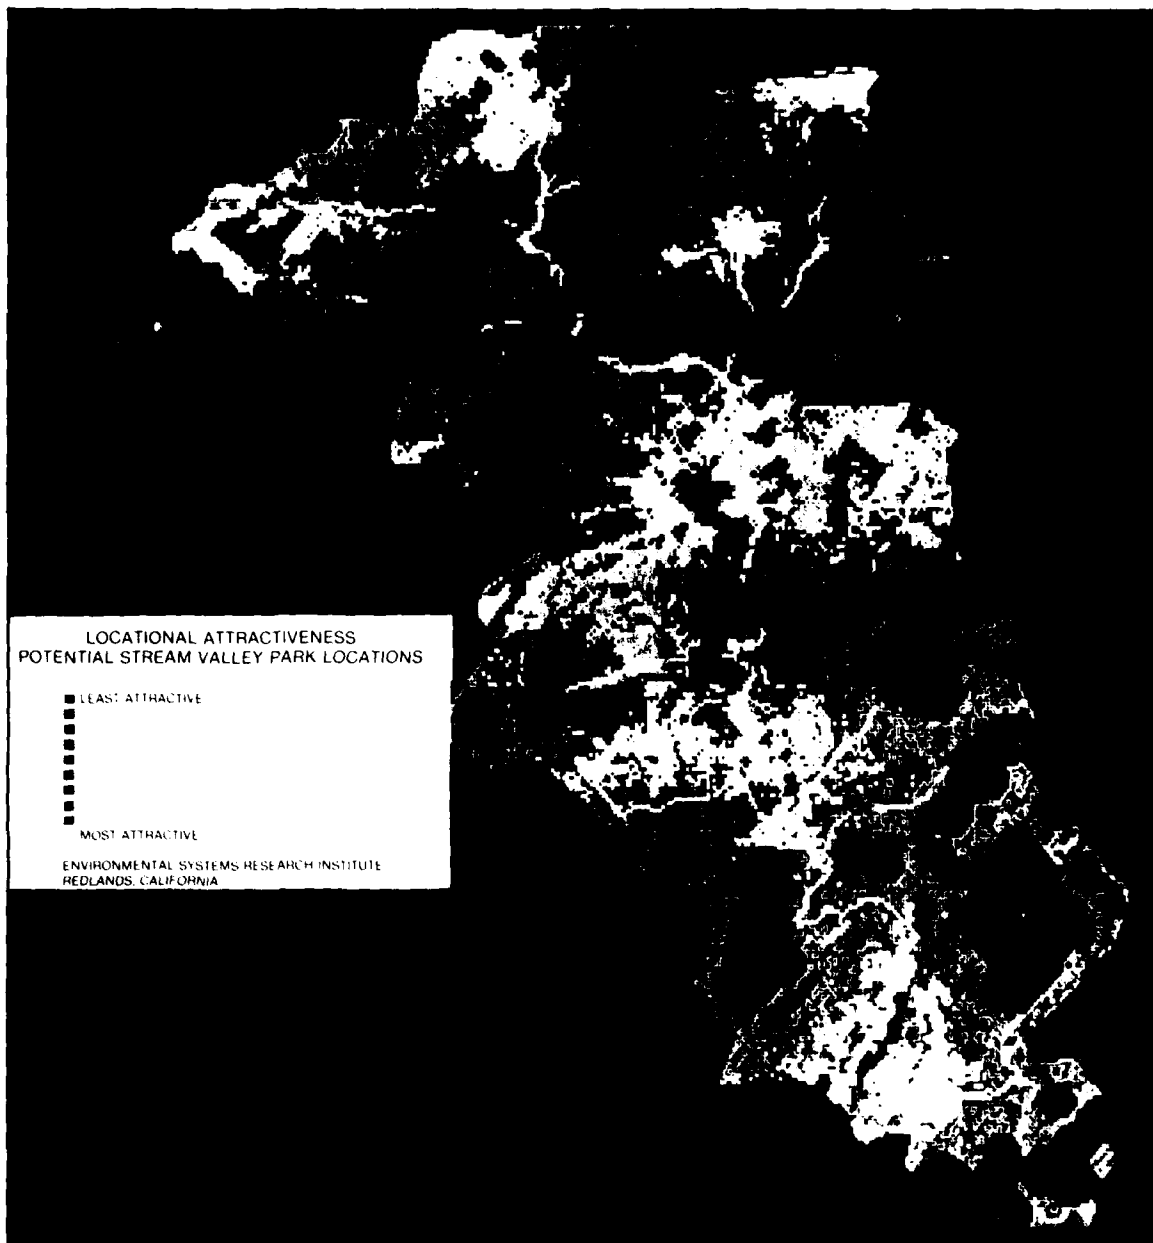 LOCATIONAL ATTRACTIVENESS
POTENTIAL STREAM VALLEY PARK LOCATIONS
LEAST ATTRACTIVE
MOST ATTRACTIVE
ENVIRONMENTAL SYSTEMS RESEARCH INSTITUTE
REDLANDS, CALIFORNIA